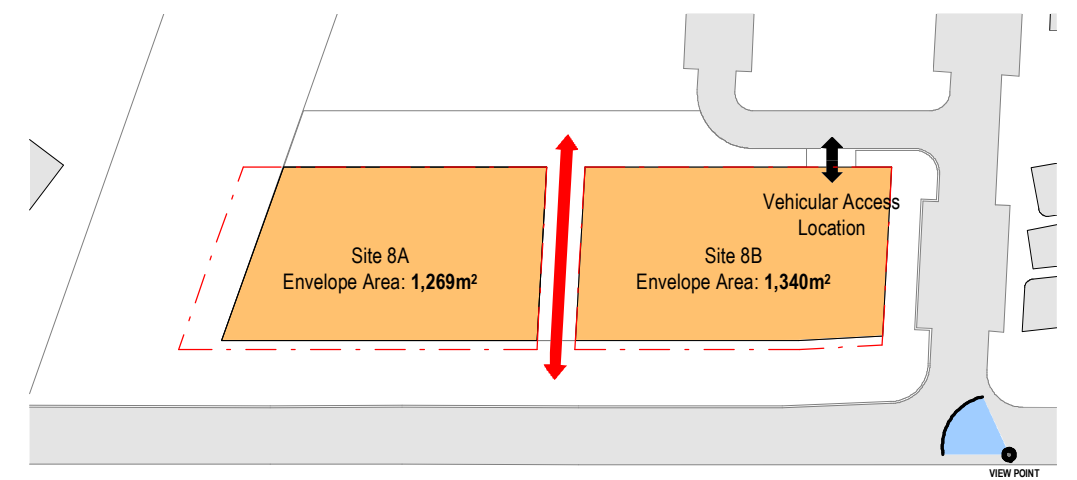 Vehicular Access
Location
Site 8A
Envelope Area: 1,269m²
Site 8B
Envelope Area: 1,340m²
VIEW POINT